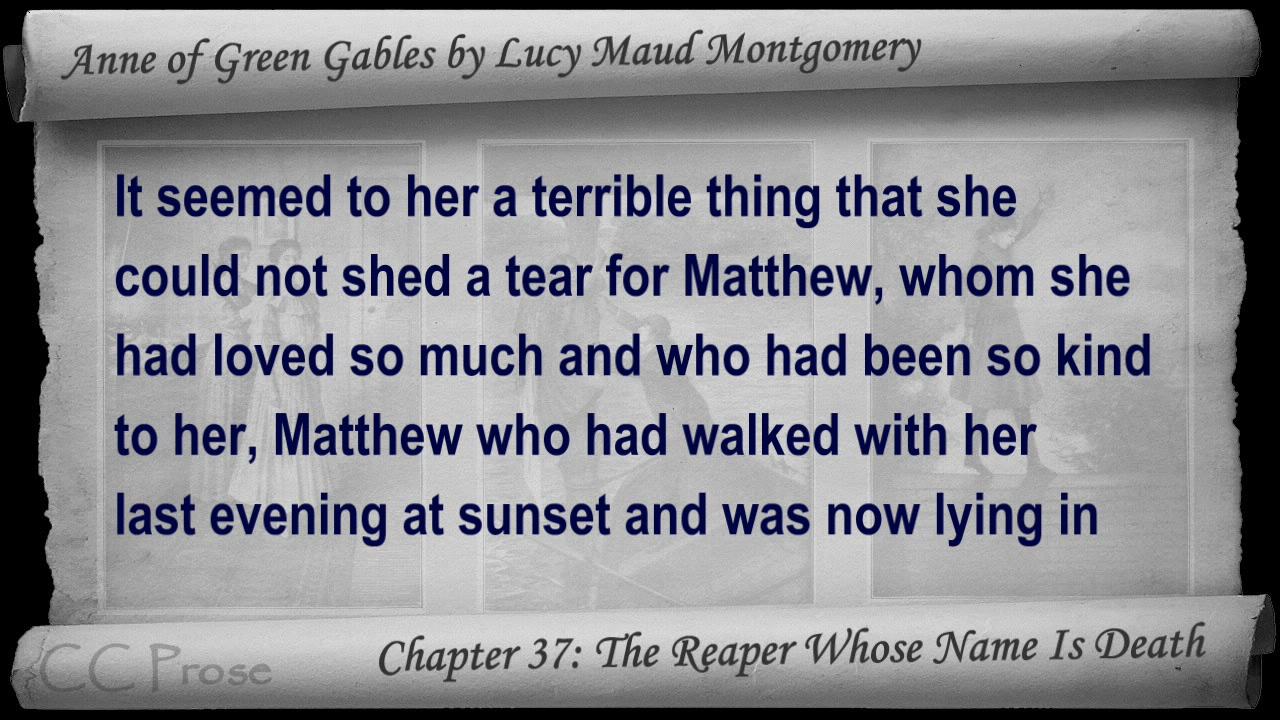 Anne of Green Gables by Lucy Maud Montgomery
It seemed to her a terrible thing that she
could not shed a tear for Matthew, whom she
had loved so much and who had been so kind
to her, Matthew who had walked with her
last evening at sunset and was now lying in
Chapter 37: The Reaper Whose Name Is Death
CC Prose